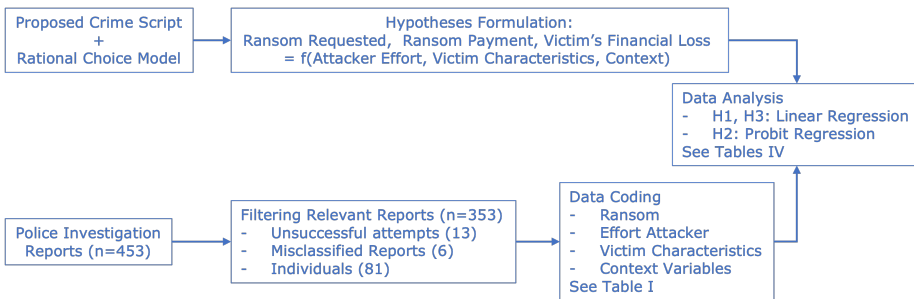 Proposed Crime Script
+
Rational Choice Model
Hypotheses Formulation:
Ransom Requested, Ransom Payment, Victim's Financial Loss
= f(Attacker Effort, Victim Characteristics, Context)
Data Analysis
- H1, H3: Linear Regression
- H2: Probit Regression
See Tables IV
Police Investigation
Reports (n=453)
Filtering Relevant Reports (n=353)
- Unsuccessful attempts (13)
- Misclassified Reports (6)
- Individuals (81)
Data Coding
- Ransom
- Effort Attacker
- Victim Characteristics
- Context Variables
See Table I